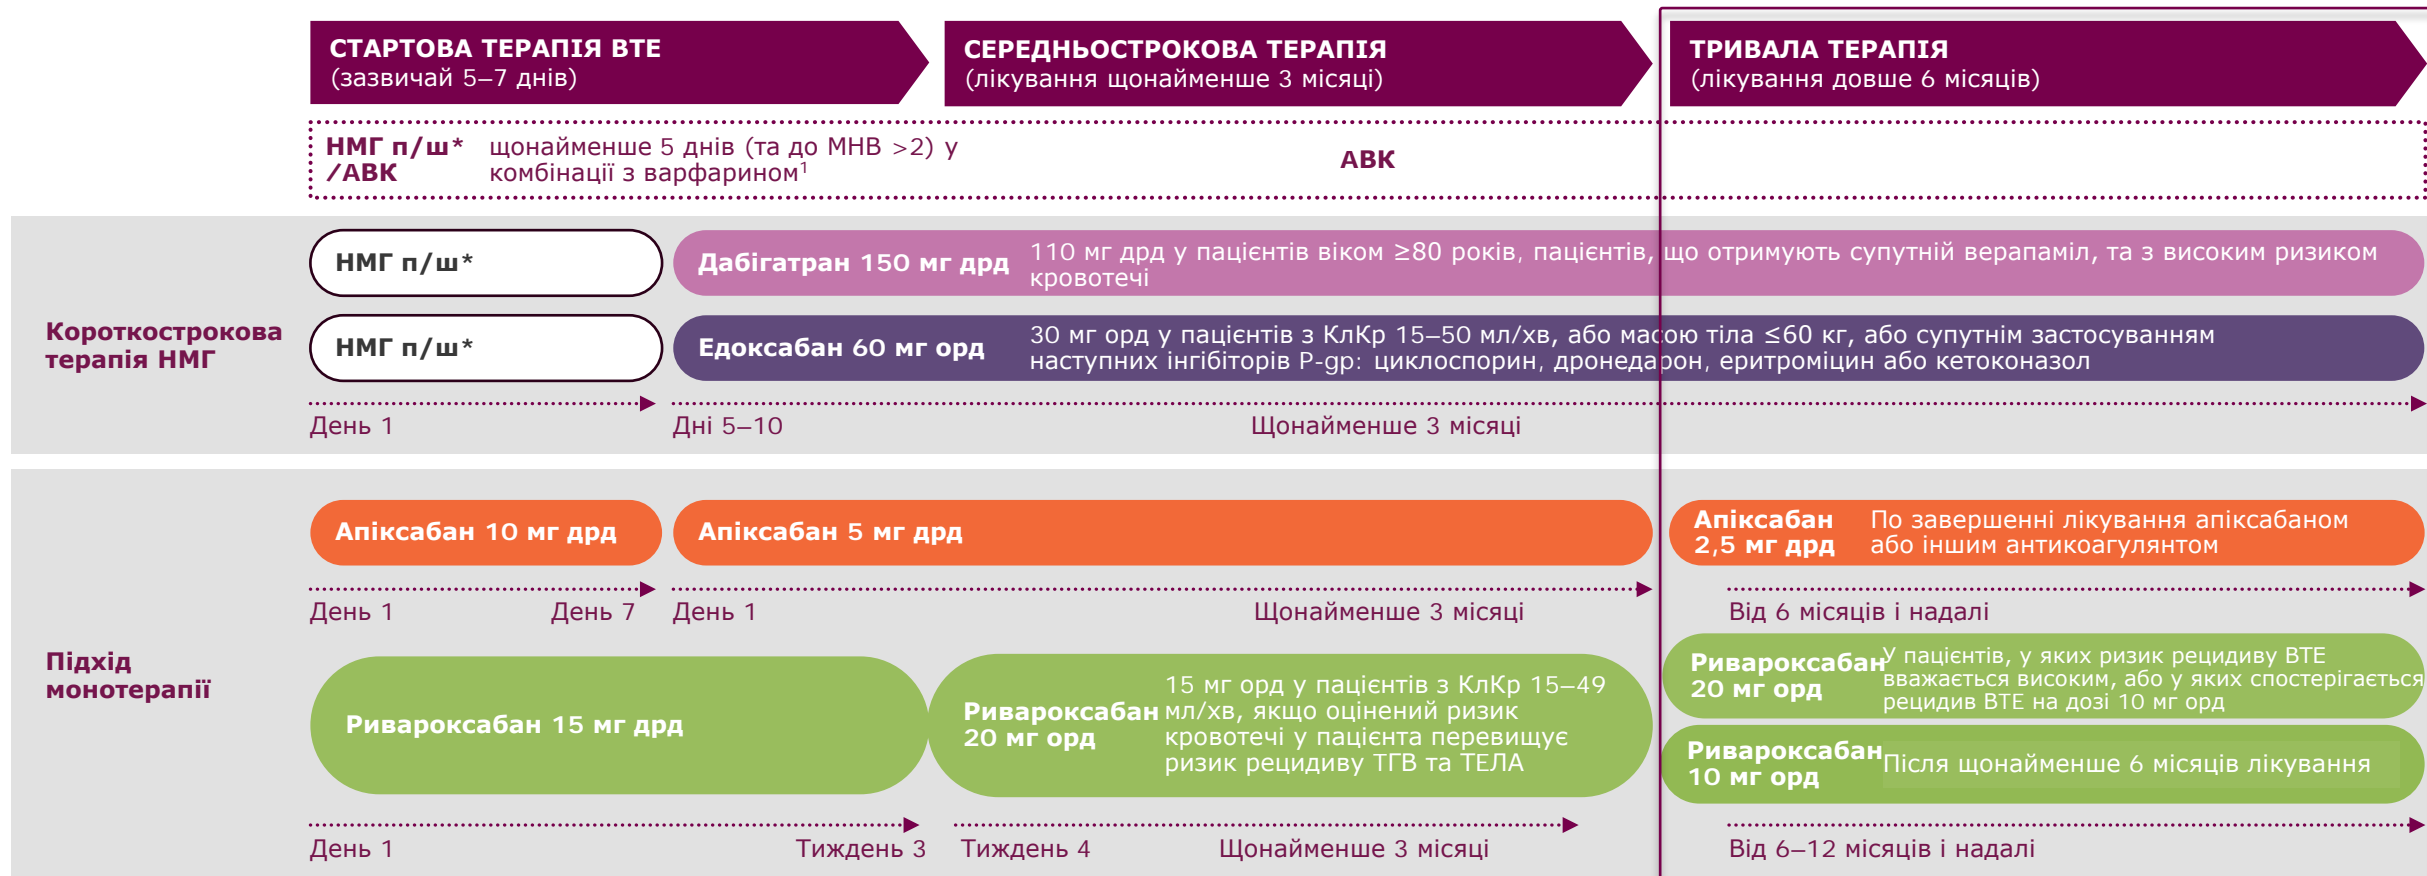 СТАРТОВА ТЕРАПІЯ ВТЕ
(зазвичай 5–7 днів)
СЕРЕДНЬОСТРОКОВА ТЕРАПІЯ
(лікування щонайменше 3 місяці)
ТРИВАЛА ТЕРАПІЯ
(лікування довше 6 місяців)
НМГ п/ш*
/АВК
щонайменше 5 днів (та до МНВ >2) у
комбінації з варфарином1
АВК
Короткострокова
терапія НМГ
НМГ п/ш*
Дабігатран 150 мг дрд
110 мг дрд у пацієнтів віком ≥80 років, пацієнтів, що отримують супутній верапаміл, та з високим ризиком
кровотечі
НМГ п/ш*
Едоксабан 60 мг орд
30 мг орд у пацієнтів з КлКр 15–50 мл/хв, або масою тіла ≤60 кг, або супутнім застосуванням
наступних інгібіторів P-gp: циклоспорин, дронедарон, еритроміцин або кетоконазол
День 1
Дні 5–10
Щонайменше 3 місяці
Підхід
монотерапії
Апіксабан 10 мг дрд
Апіксабан 5 мг дрд
Апіксабан
2,5 мг дрд
По завершенні лікування апіксабаном
або іншим антикоагулянтом
День 1
День 7
День 1
Щонайменше 3 місяці
Від 6 місяців і надалі
Ривароксабан 15 мг дрд
Ривароксабан
20 мг орд
15 мг орд у пацієнтів з КлКр 15–49
мл/хв, якщо оцінений ризик
кровотечі у пацієнта перевищує
ризик рецидиву ТГВ та ТЕЛА
Ривароксабан
20 мг орд
У пацієнтів, у яких ризик рецидиву ВТЕ
вважається високим, або у яких спостерігається
рецидив ВТЕ на дозі 10 мг орд
Ривароксабан
10 мг орд
Після щонайменше 6 місяців лікування
День 1
Тиждень 3
Тиждень 4
Щонайменше 3 місяці
Від 6–12 місяців і надалі